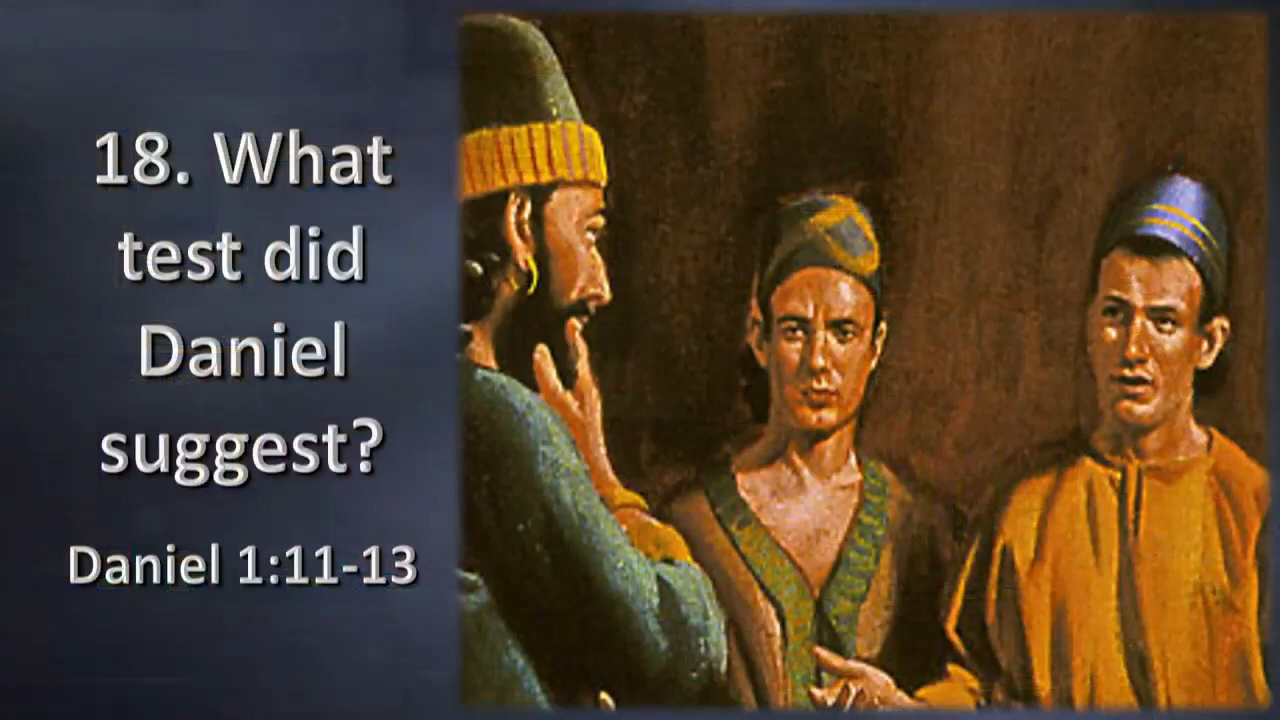 18. What
test did
Daniel
suggest?
Daniel 1:11-13